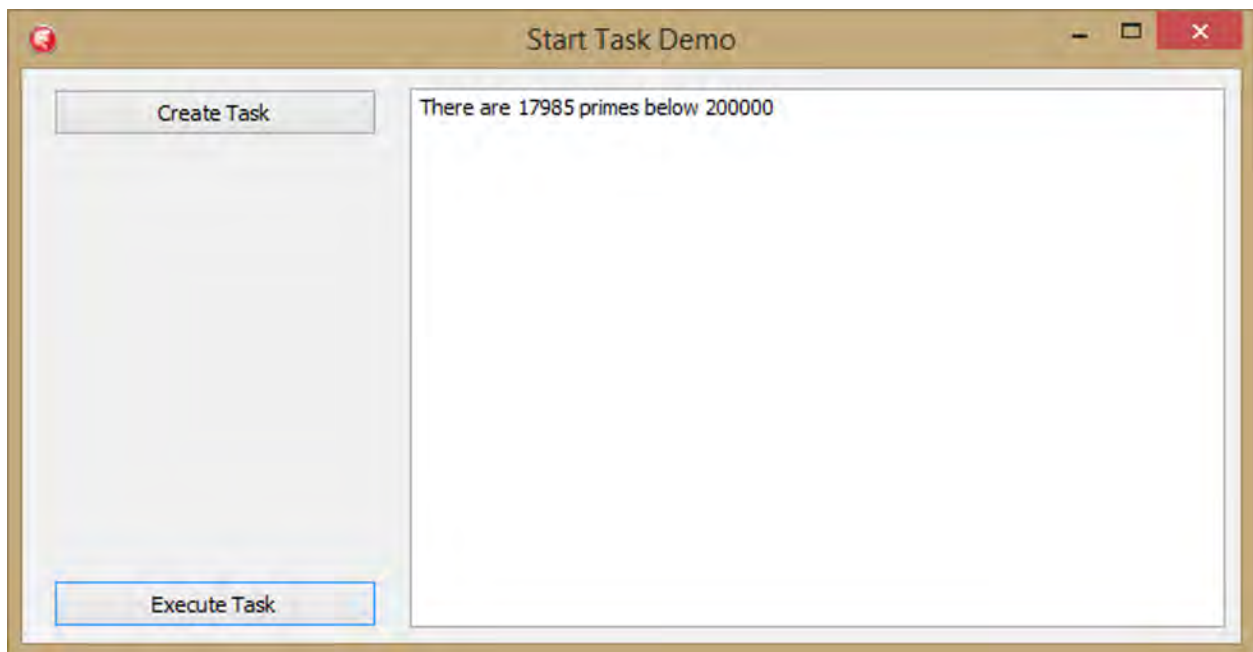 Start Task Demo
Create Task
There are 17985 primes below 200000
Execute Task